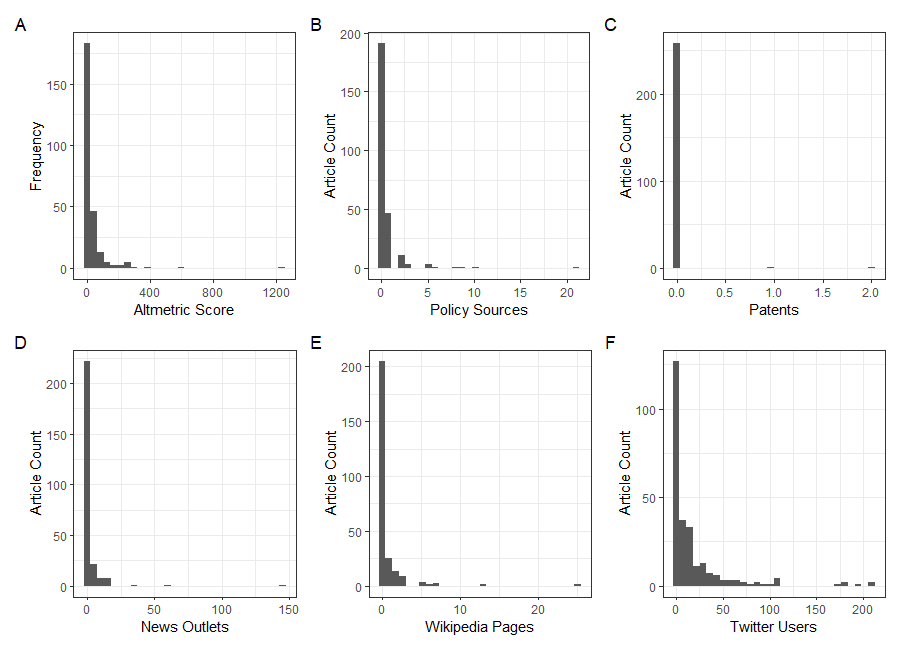 A
Frequency
150
100
50
0
0 400 800 1200
Altmetric Score
B
Article Count
200
150
100
50
0
0 5 10 15 20
Policy Sources
C
Article Count
200
100
0
0.0 0.5 1.0 1.5 2.0
Patents
D
Article Count
200
150
100
50
0
0 50 100 150
News Outlets
E
Article Count
200
150
100
50
0
0 10 20
Wikipedia Pages
F
Article Count
100
50
0
0 50 100 150 200
Twitter Users